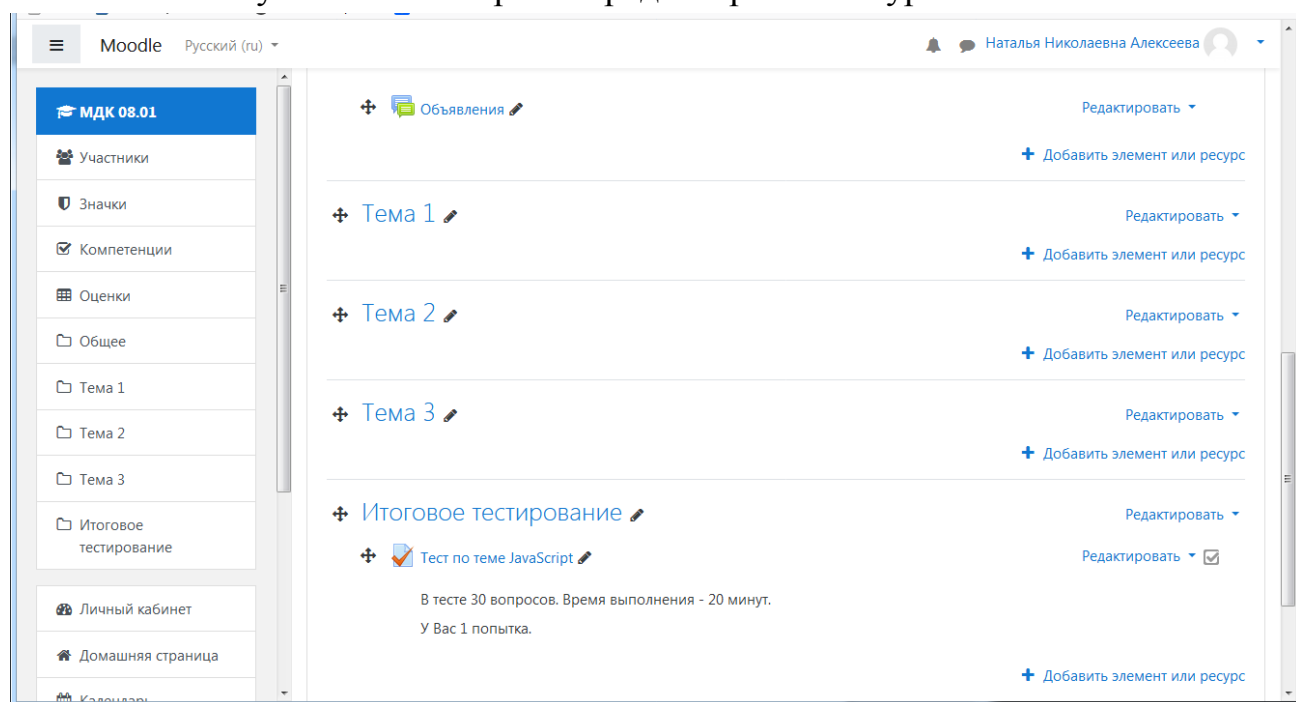 Moodle Русский (ru) Наталья Николаевна Алексеева
МДК 08.01
Участники
Значки
Компетенции
Оценки
Общее
Тема 1
Тема 2
Тема 3
Итоговое
тестирование
Личный кабинет
Домашняя страница
Календарь
Объявления Редактировать
Добавить элемент или ресурс
Тема 1 Редактировать
Добавить элемент или ресурс
Тема 2 Редактировать
Добавить элемент или ресурс
Тема 3 Редактировать
Добавить элемент или ресурс
Итоговое тестирование Редактировать
Тест по теме JavaScript Редактировать
В тесте 30 вопросов. Время выполнения - 20 минут.
У Вас 1 попытка.
Добавить элемент или ресурс